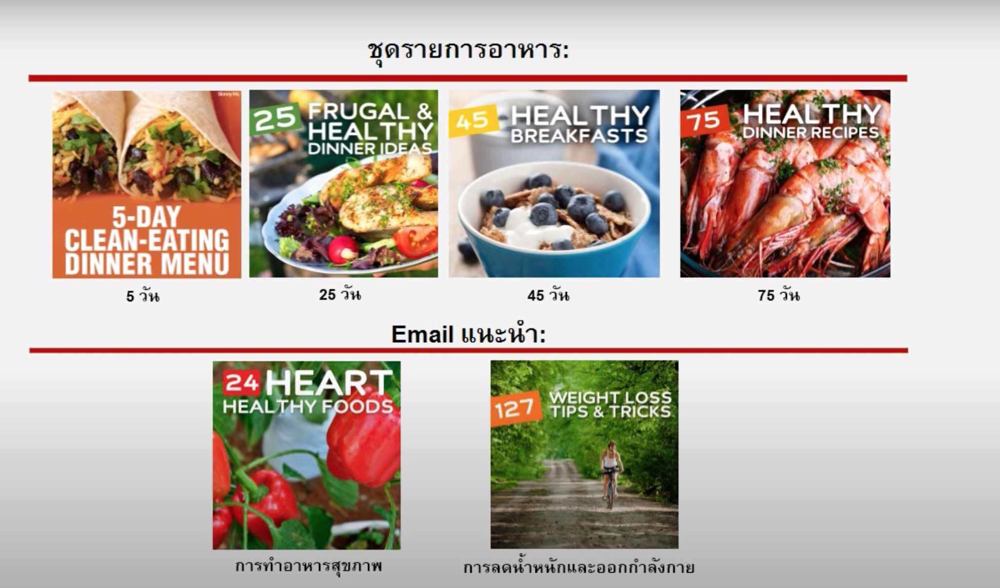 ชุดรายการอาหาร:
Skinny Ms.
5-DAY
CLEAN-EATING
DINNER MENU
25 FRUGAL &
HEALTHY
DINNER IDEAS
45 HEALTHY
BREAKFASTS
75 HEALTHY
DINNER RECIPES
5 วัน
25 วัน
45 วัน
75 วัน
Email แนะนำ:
24 HEART
HEALTHY FOODS
127 WEIGHT LOSS
TIPS & TRICKS
การทำอาหารสุขภาพ
การลดน้ำหนักและออกกำลังกาย